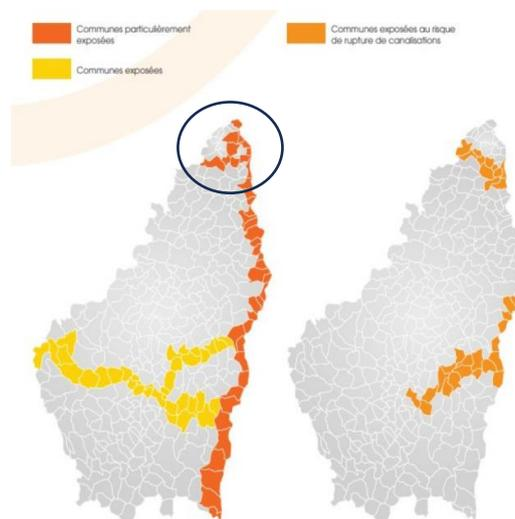 Communes particulièrement
exposées
Communes exposées
Communes exposées au risque
de rupture de canalisations